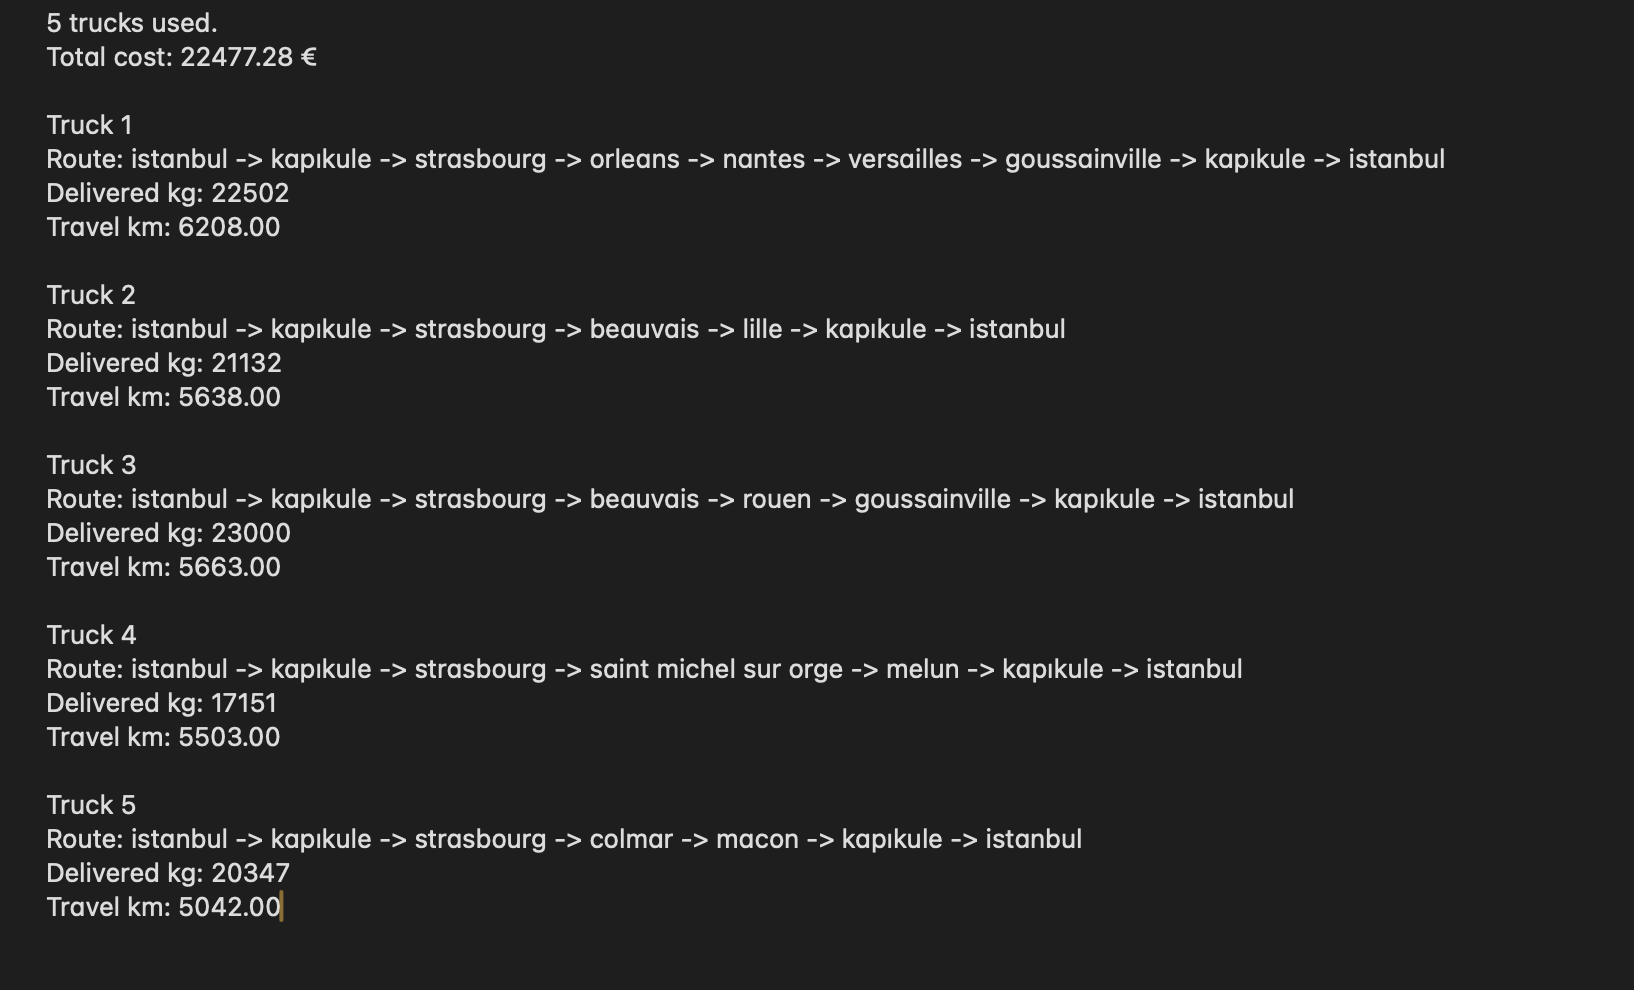 5 trucks used.
Total cost: 22477.28 €
Truck 1
Route: istanbul -> kapıkule -> strasbourg -> orleans -> nantes -> versailles -> goussainville -> kapıkule -> istanbul
Delivered kg: 22502
Travel km: 6208.00
Truck 2
Route: istanbul -> kapıkule -> strasbourg -> beauvais -> lille -> kapıkule -> istanbul
Delivered kg: 21132
Travel km: 5638.00
Truck 3
Route: istanbul -> kapıkule -> strasbourg -> beauvais -> rouen -> goussainville -> kapıkule -> istanbul
Delivered kg: 23000
Travel km: 5663.00
Truck 4
Route: istanbul -> kapıkule -> strasbourg -> saint michel sur orge -> melun -> kapıkule -> istanbul
Delivered kg: 17151
Travel km: 5503.00
Truck 5
Route: istanbul -> kapıkule -> strasbourg -> colmar -> macon -> kapıkule -> istanbul
Delivered kg: 20347
Travel km: 5042.00